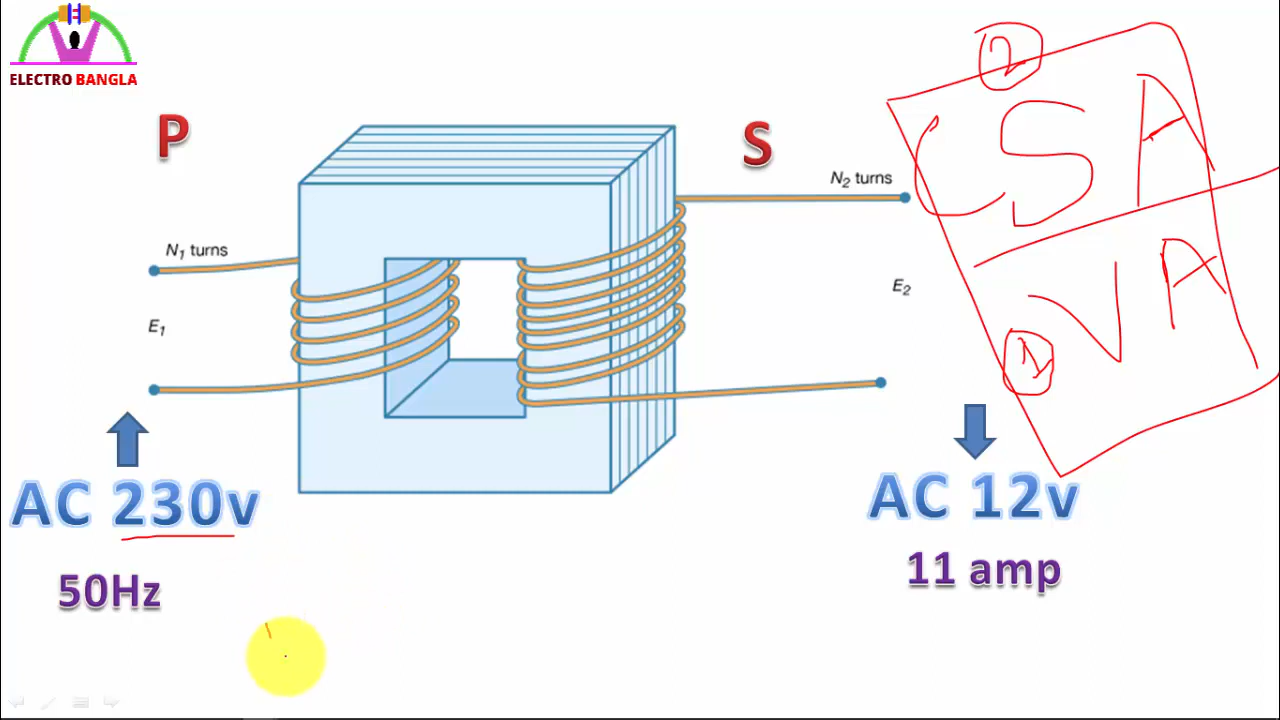 ELECTRO BANGLA
P
S
N2 turns
N1 turns
E1
E2
2
CSA
1
VA
AC 230v
50Hz
AC 12v
11 amp